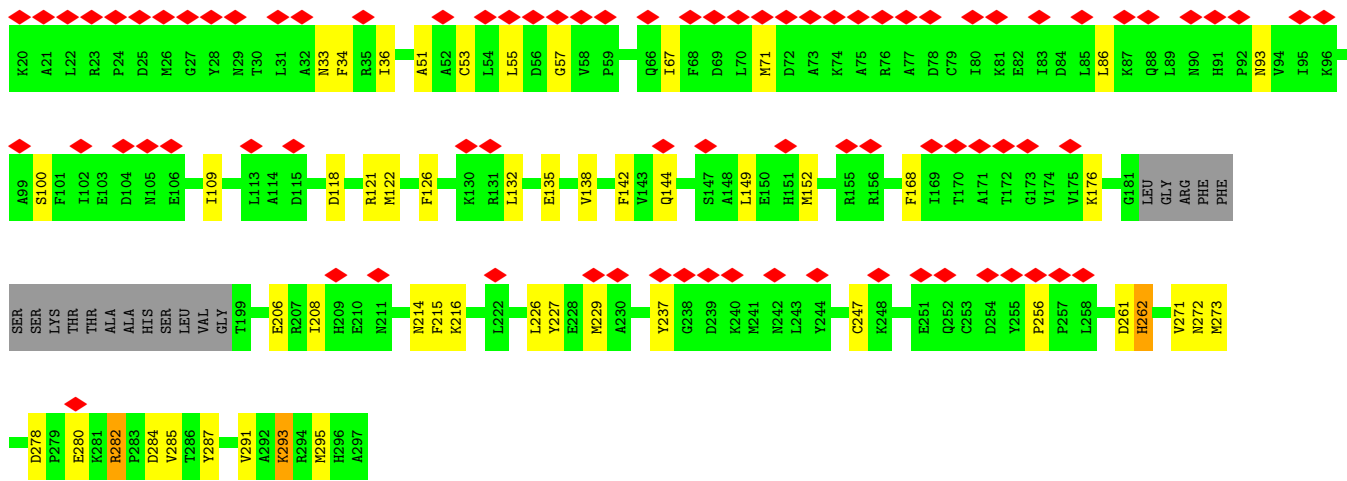 K20 A21 L22 R23 P24 D25 M26 G27 Y28 N29 T30 L31 A32 N33 F34 R35 I36 A51 A52 C53 L54 L55 D56 G57 V58 P59 Q66 I67 F68 D69 L70 M71 D72 A73 K74 A75 R76 A77 D78 C79 I80 K81 E82 I83 D84 L85 L86 K87 Q88 L89 N90 H91 P92 N93 V94 I95 K96
A99 S100 F101 I102 E103 D104 N105 E106 I109 L113 A114 D115 D118 R121 M122 F126 K130 R131 L132 E135 V138 F142 V143 Q144 S147 A148 L149 E150 H151 M152 R155 R156 F168 I169 T170 A171 T172 G173 V174 V175 K176 G181 LEU GLY ARG PHE PHE
SER SER LYS THR THR ALA ALA HIS SER LEU VAL GLY T199 E206 R207 I208 H209 E210 N211 N214 F215 K216 L222 L226 Y227 E228 M229 A230 Y237 G238 D239 K240 M241 N242 L243 Y244 C247 K248 E251 Q252 C253 D254 Y255 P256 P257 L258 D261 H262 V271 N272 M273
D278 P279 E280 K281 R282 P283 D284 V285 T286 Y287 V291 A292 K293 R294 M295 H296 A297